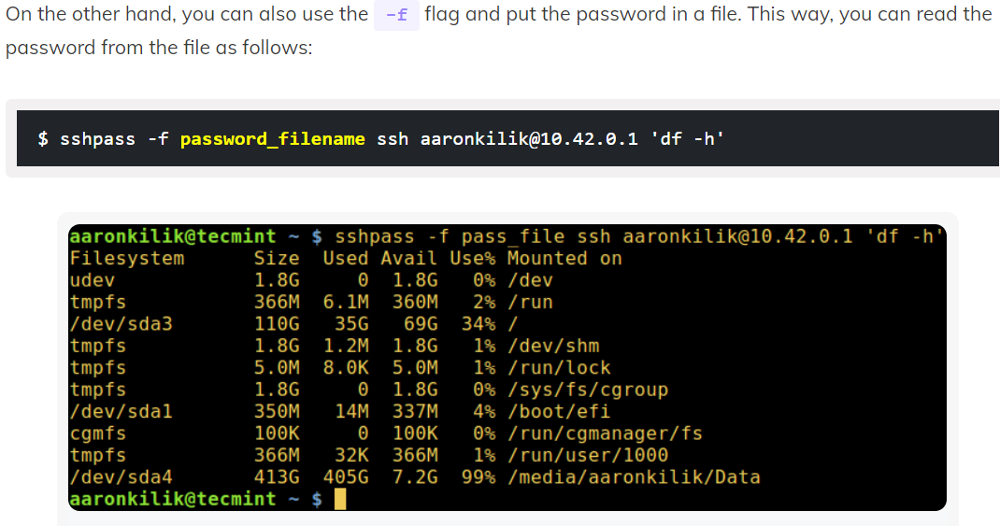 On the other hand, you can also use the -f flag and put the password in a file. This way, you can read the
password from the file as follows:
$ sshpass -f password_filename ssh aaronkilik@10.42.0.1 'df -h'
aaronkilik@tecmint ~ $ sshpass -f pass_file ssh aaronkilik@10.42.0.1 'df -h'
Filesystem      Size  Used Avail Use% Mounted on
udev            1.8G     0  1.8G   0% /dev
tmpfs           366M  6.1M  360M   2% /run
/dev/sda3       110G   35G   69G  34% /
tmpfs           1.8G  1.2M  1.8G   1% /dev/shm
tmpfs           5.0M  8.0K  5.0M   1% /run/lock
tmpfs           1.8G     0  1.8G   0% /sys/fs/cgroup
/dev/sda1       350M   14M  337M   4% /boot/efi
cgmfs           100K     0  100K   0% /run/cgmanager/fs
tmpfs           366M   32K  366M   1% /run/user/1000
/dev/sda4       413G  405G  7.2G  99% /media/aaronkilik/Data
aaronkilik@tecmint ~ $